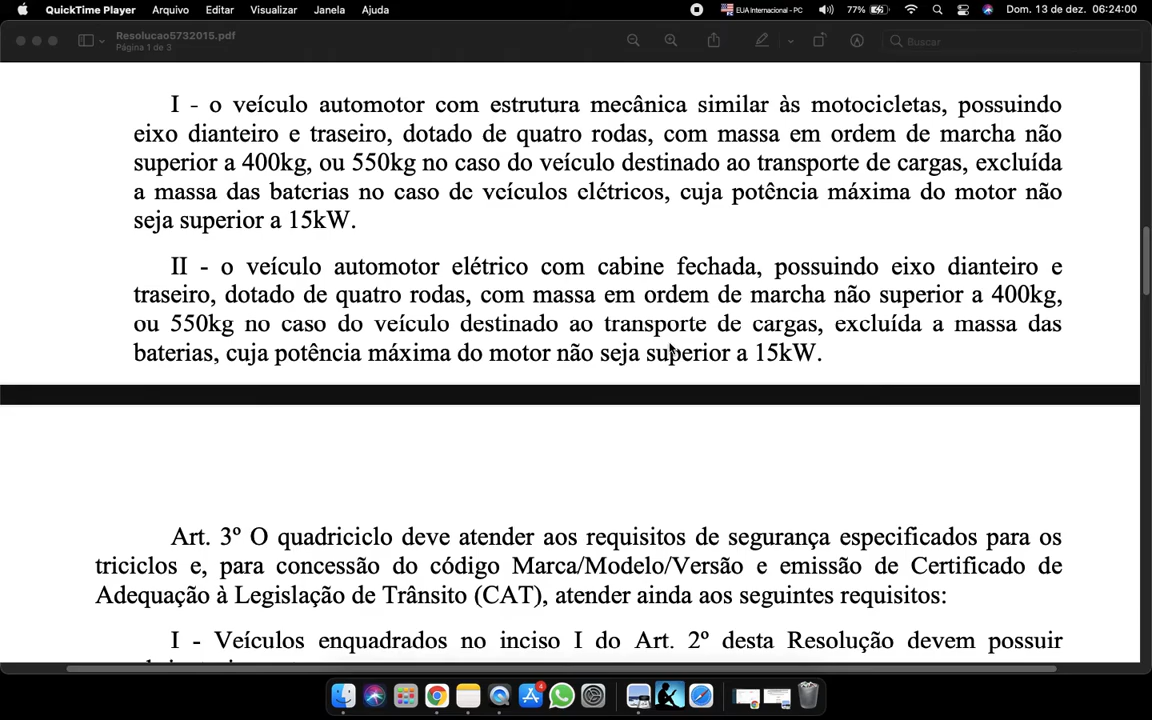 QuickTime Player Arquivo Editar Visualizar Janela Ajuda EUA Internacional - PC 77% Dom. 13 de dez. 06:24:00
Resolucao5732015.pdf
Página 1 de 3
Buscar
I - o veículo automotor com estrutura mecânica similar às motocicletas, possuindo
eixo dianteiro e traseiro, dotado de quatro rodas, com massa em ordem de marcha não
superior a 400kg, ou 550kg no caso do veículo destinado ao transporte de cargas, excluída
a massa das baterias no caso de veículos elétricos, cuja potência máxima do motor não
seja superior a 15kW.
II - o veículo automotor elétrico com cabine fechada, possuindo eixo dianteiro e
traseiro, dotado de quatro rodas, com massa em ordem de marcha não superior a 400kg,
ou 550kg no caso do veículo destinado ao transporte de cargas, excluída a massa das
baterias, cuja potência máxima do motor não seja superior a 15kW.
Art. 3º O quadriciclo deve atender aos requisitos de segurança especificados para os
triciclos e, para concessão do código Marca/Modelo/Versão e emissão de Certificado de
Adequação à Legislação de Trânsito (CAT), atender ainda aos seguintes requisitos:
I - Veículos enquadrados no inciso I do Art. 2º desta Resolução devem possuir
4